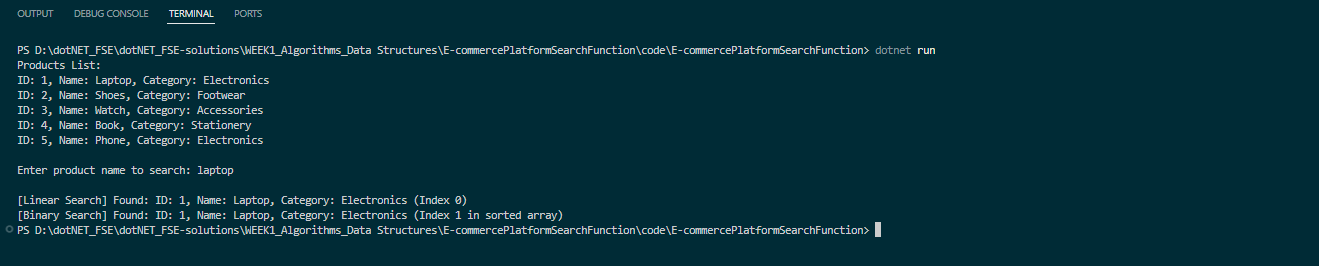 OUTPUT DEBUG CONSOLE TERMINAL PORTS
PS D:\dotNET_FSE\dotNET_FSE-solutions\WEEK1_Algorithms_Data Structures\E-commercePlatformSearchFunction\code\E-commercePlatformSearchFunction> dotnet run
Products List:
ID: 1, Name: Laptop, Category: Electronics
ID: 2, Name: Shoes, Category: Footwear
ID: 3, Name: Watch, Category: Accessories
ID: 4, Name: Book, Category: Stationery
ID: 5, Name: Phone, Category: Electronics
Enter product name to search: laptop
[Linear Search] Found: ID: 1, Name: Laptop, Category: Electronics (Index 0)
[Binary Search] Found: ID: 1, Name: Laptop, Category: Electronics (Index 1 in sorted array)
PS D:\dotNET_FSE\dotNET_FSE-solutions\WEEK1_Algorithms_Data Structures\E-commercePlatformSearchFunction\code\E-commercePlatformSearchFunction>